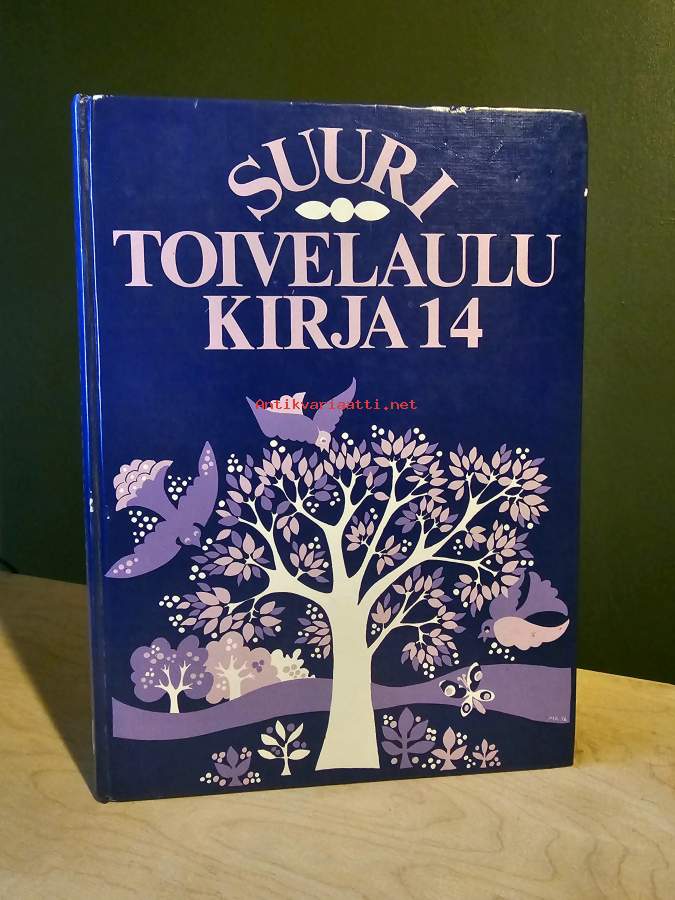 SUURI
TOIVELAULU
KIRJA 14
Antikvariaatti.net